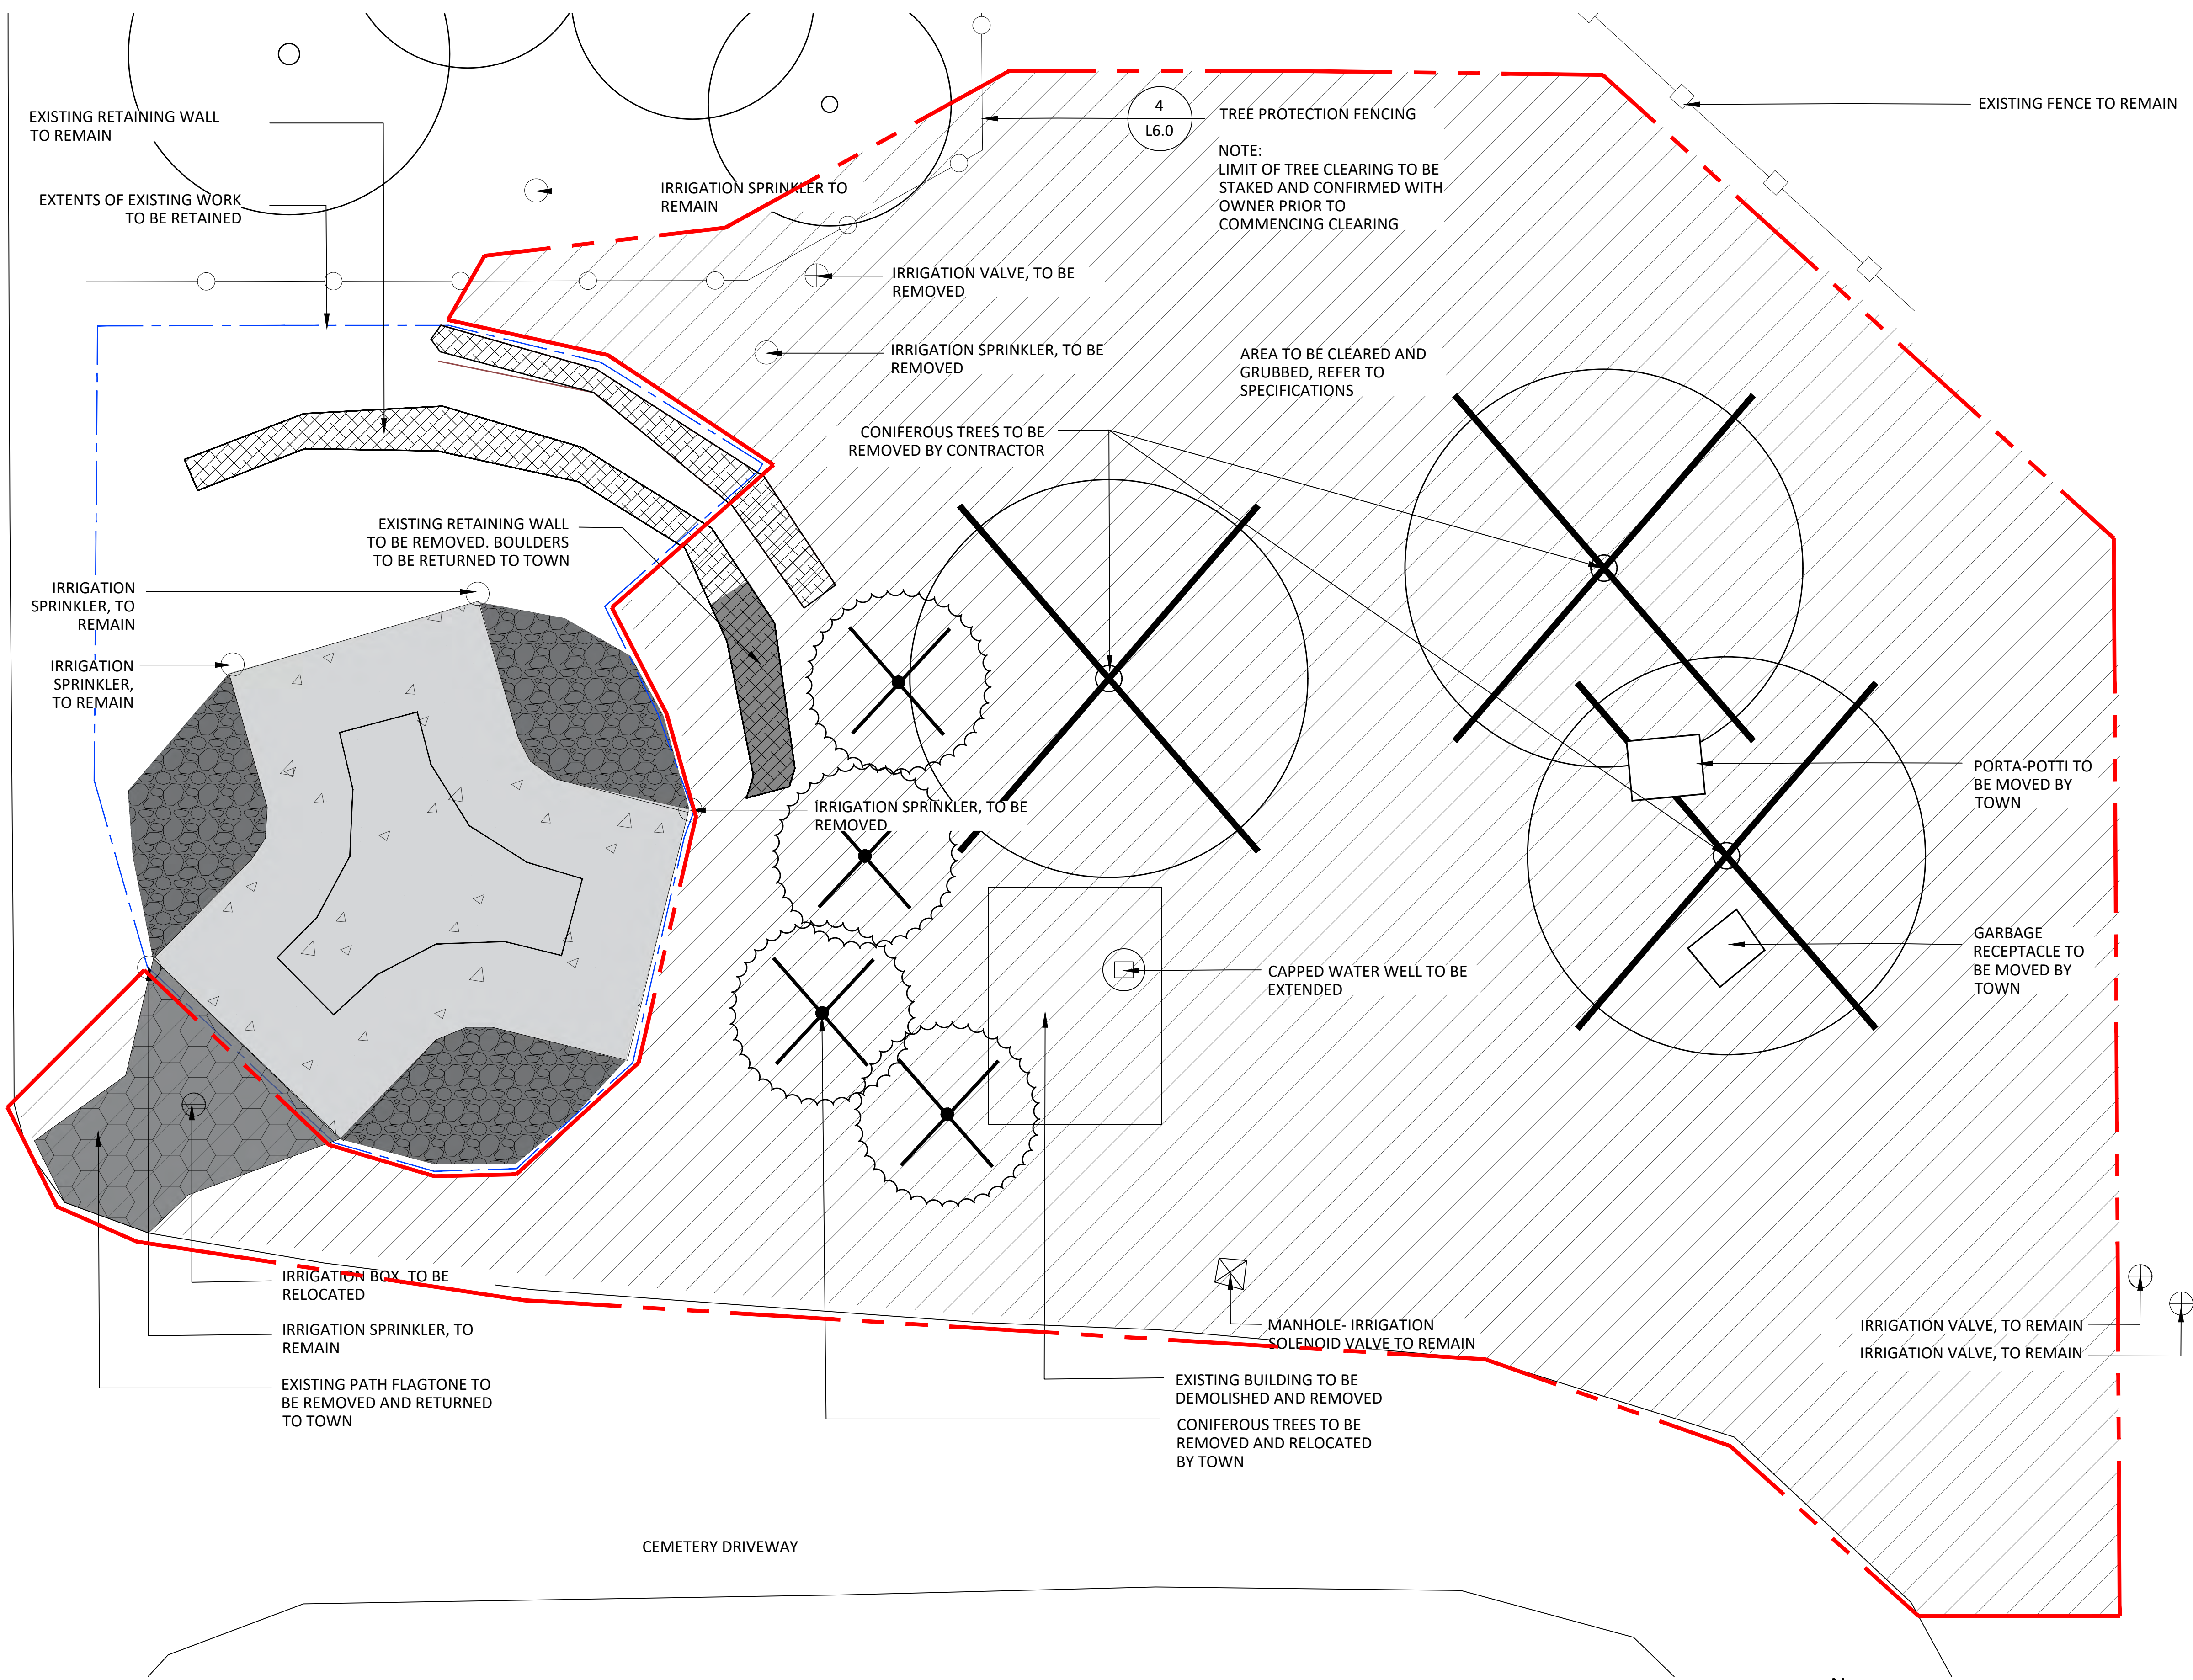 EXISTING RETAINING WALL
TO REMAIN
EXTENTS OF EXISTING WORK
TO BE RETAINED
IRRIGATION SPRINKLER TO
REMAIN
4
L6.0
TREE PROTECTION FENCING
NOTE:
LIMIT OF TREE CLEARING TO BE
STAKED AND CONFIRMED WITH
OWNER PRIOR TO
COMMENCING CLEARING
EXISTING FENCE TO REMAIN
IRRIGATION VALVE, TO BE
REMOVED
IRRIGATION SPRINKLER, TO BE
REMOVED
AREA TO BE CLEARED AND
GRUBBED, REFER TO
SPECIFICATIONS
CONIFEROUS TREES TO BE
REMOVED BY CONTRACTOR
EXISTING RETAINING WALL
TO BE REMOVED. BOULDERS
TO BE RETURNED TO TOWN
IRRIGATION
SPRINKLER, TO
REMAIN
IRRIGATION
SPRINKLER,
TO REMAIN
IRRIGATION SPRINKLER, TO BE
REMOVED
PORTA-POTTI TO
BE MOVED BY
TOWN
GARBAGE
RECEPTACLE TO
BE MOVED BY
TOWN
CAPPED WATER WELL TO BE
EXTENDED
IRRIGATION BOX TO BE
RELOCATED
IRRIGATION SPRINKLER, TO
REMAIN
EXISTING PATH FLAGTONE TO
BE REMOVED AND RETURNED
TO TOWN
MANHOLE- IRRIGATION
SOLENOID VALVE TO REMAIN
EXISTING BUILDING TO BE
DEMOLISHED AND REMOVED
CONIFEROUS TREES TO BE
REMOVED AND RELOCATED
BY TOWN
IRRIGATION VALVE, TO REMAIN
IRRIGATION VALVE, TO REMAIN
CEMETERY DRIVEWAY